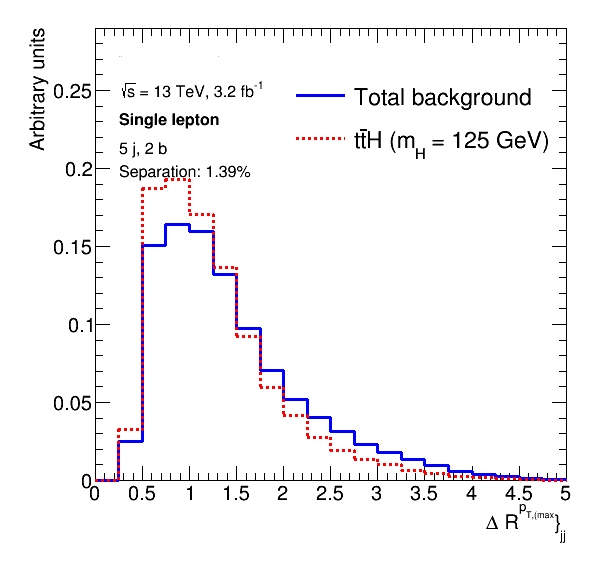 Arbitrary units
√s = 13 TeV, 3.2 fb⁻¹
Single lepton
5 j, 2 b
Separation: 1.39%
Total background
tt̄H (m_H = 125 GeV)
0.25
0.2
0.15
0.1
0.05
0
0 0.5 1 1.5 2 2.5 3 3.5 4 4.5 5
Δ R^{p_{T,(max}}}_{jj}